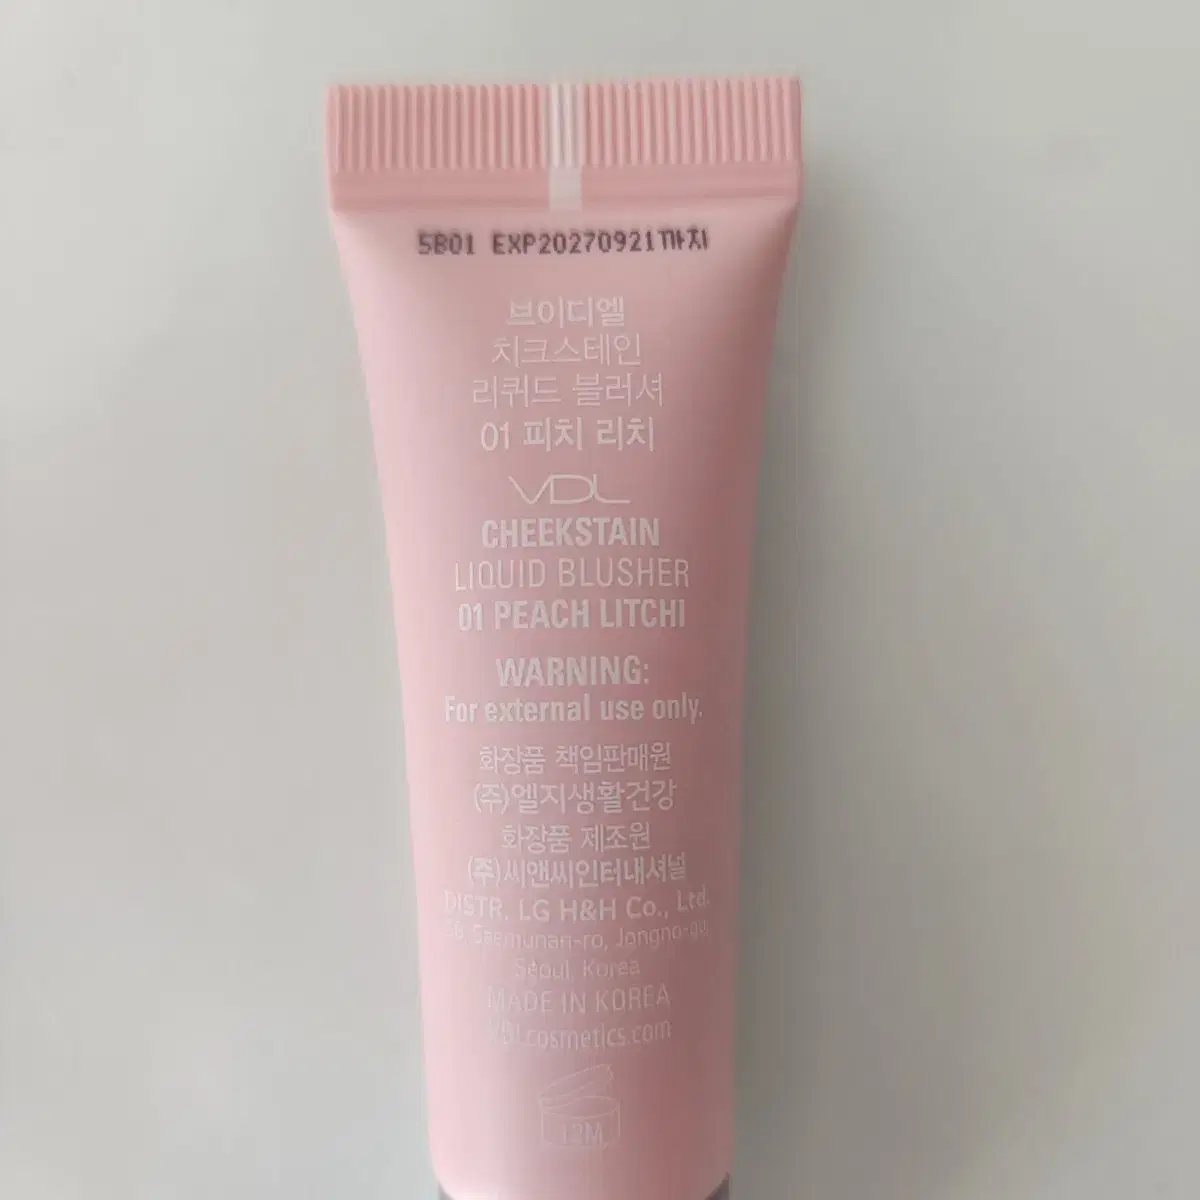 5B01 EXP20270921까지
브이디엘
치크스테인
리퀴드 블러셔
01 피치 리치
VDL
CHEEKSTAIN
LIQUID BLUSHER
01 PEACH LITCHI
WARNING:
For external use only.
화장품 책임판매원
(주)엘지생활건강
화장품 제조원
(주)씨앤씨인터내셔널
DISTR. LG H&H Co., Ltd.
Saemunan-ro, Jongno-gu,
Seoul, Korea
MADE IN KOREA
VDLcosmetics.com
12M